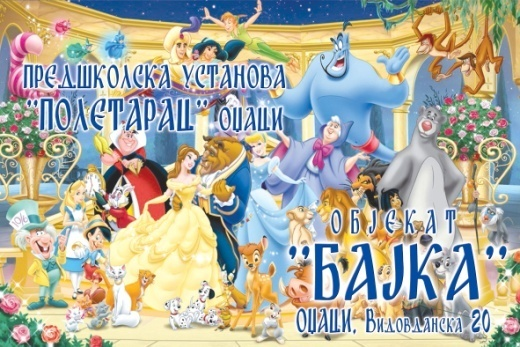 ПРЕДШКОЛСКА УСТАНОВА
"ПОЛЕТАРАЦ" ОЏАЦИ
ОБЈЕКАТ
"БАЈКА"
ОЏАЦИ, Видовданска 20